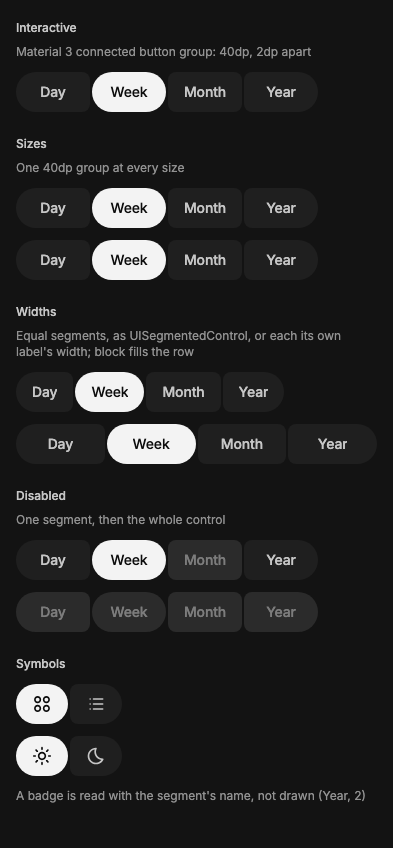 Interactive
Material 3 connected button group: 40dp, 2dp apart
Day Week Month Year
Sizes
One 40dp group at every size
Day Week Month Year
Day Week Month Year
Widths
Equal segments, as UISegmentedControl, or each its own
label's width; block fills the row
Day Week Month Year
Day Week Month Year
Disabled
One segment, then the whole control
Day Week Month Year
Day Week Month Year
Symbols
A badge is read with the segment's name, not drawn (Year, 2)